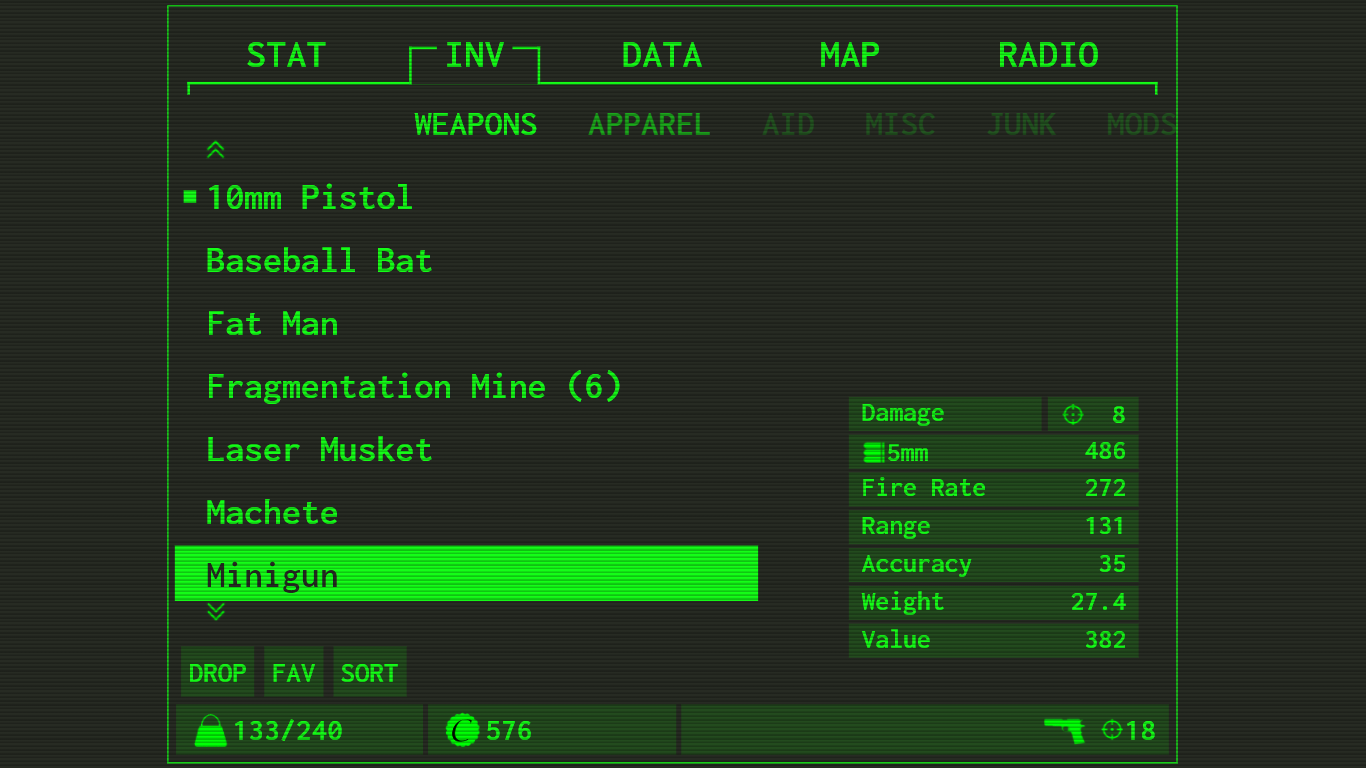 STAT INV DATA MAP RADIO
WEAPONS APPAREL AID MISC JUNK MODS
10mm Pistol
Baseball Bat
Fat Man
Fragmentation Mine (6)
Laser Musket
Machete
Minigun
Damage 8
5mm 486
Fire Rate 272
Range 131
Accuracy 35
Weight 27.4
Value 382
DROP FAV SORT
133/240 576 18